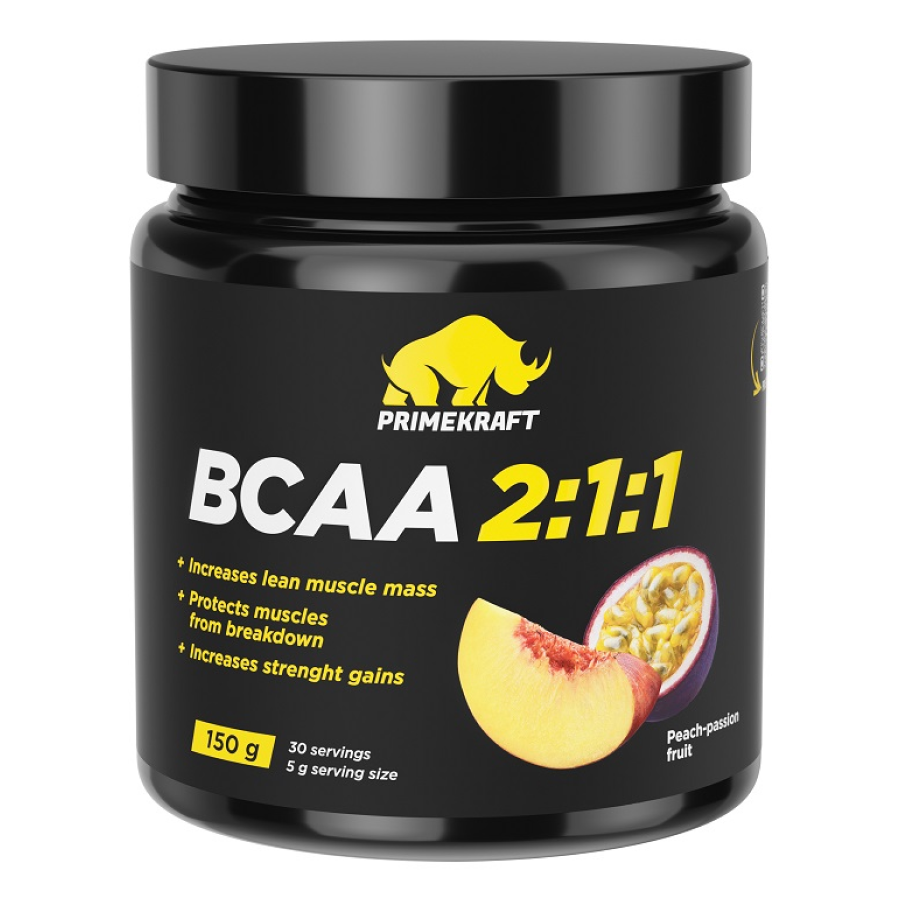 PRIMEKRAFT
BCAA 2:1:1
+ Increases lean muscle mass
+ Protects muscles
from breakdown
+ Increases strenght gains
150 g
30 servings
5 g serving size
Peach-passion
fruit